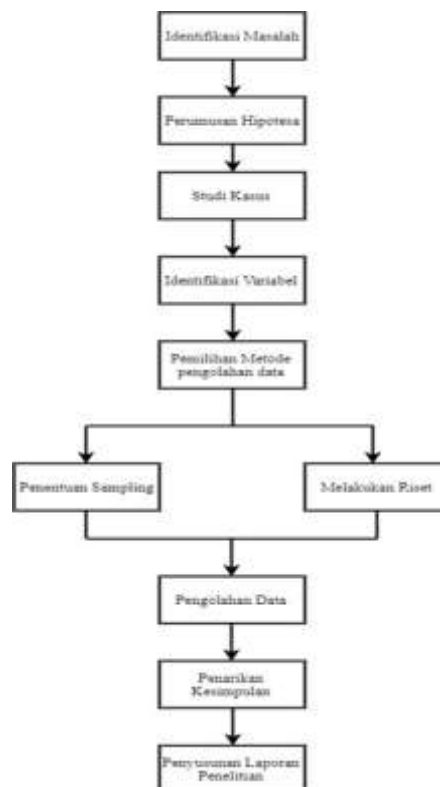 Identifikasi Masalah
Perumusan Hipotesa
Studi Kasus
Identifikasi Variabel
Pemilihan Metode
pengolahan data
Penentuan Sampling
Melakukan Riset
Pengolahan Data
Penarikan
Kesimpulan
Penyusunan Laporan
Penelitian